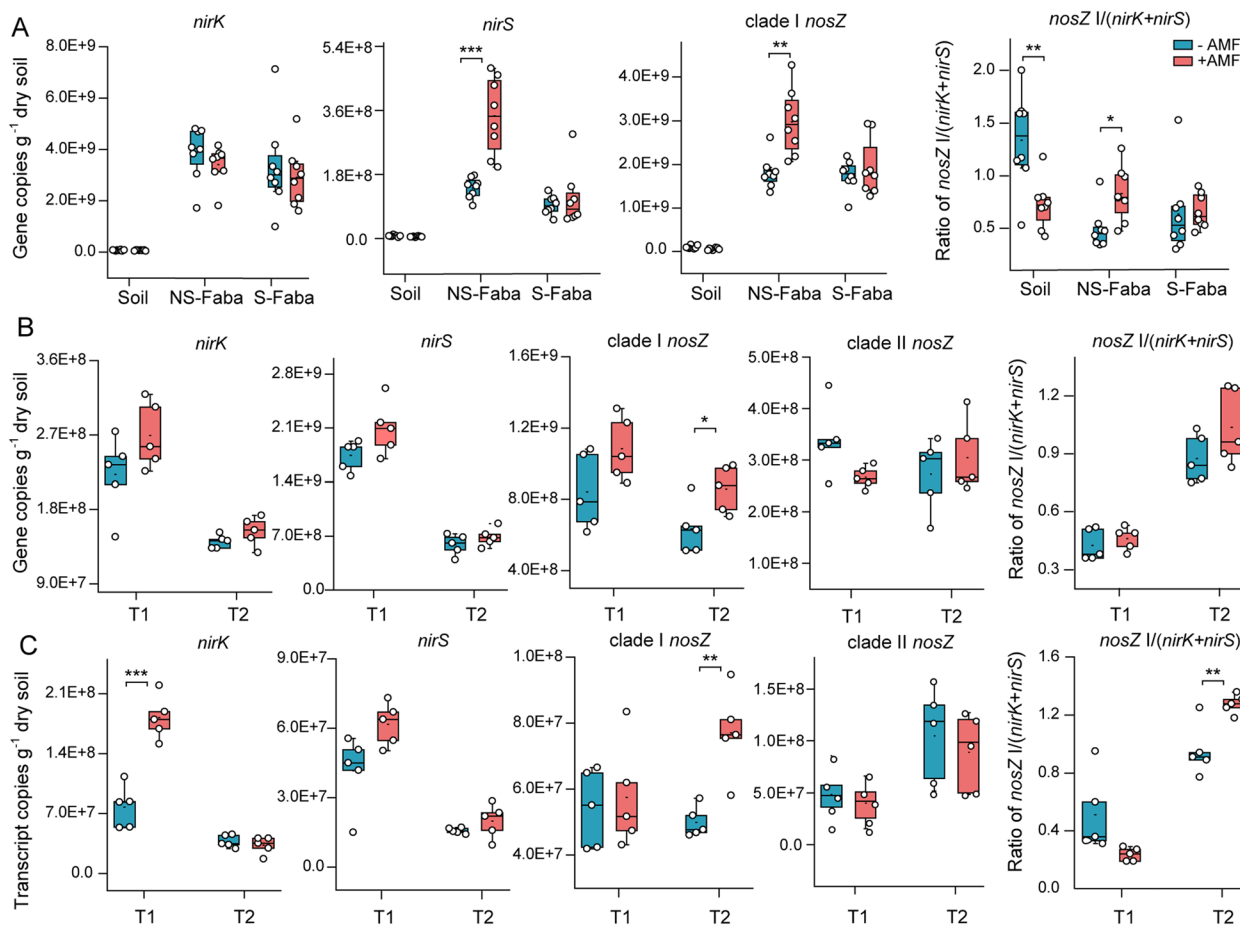 A
nirK
nirS
clade I nosZ
nosZ I/(nirK+nirS)
- AMF
+AMF
Gene copies g-1 dry soil
8.0E+9
6.0E+9
4.0E+9
2.0E+9
0.0
Soil
NS-Faba
S-Faba
5.4E+8
3.6E+8
1.8E+8
0.0
***
Soil
NS-Faba
S-Faba
4.0E+9
3.0E+9
2.0E+9
1.0E+9
0.0
**
Soil
NS-Faba
S-Faba
Ratio of nosZ I/(nirK+nirS)
2.0
1.5
1.0
0.5
**
*
Soil
NS-Faba
S-Faba
B
nirK
nirS
clade I nosZ
clade II nosZ
nosZ I/(nirK+nirS)
Gene copies g-1 dry soil
3.6E+8
2.7E+8
1.8E+8
9.0E+7
T1
T2
2.8E+9
2.1E+9
1.4E+9
7.0E+8
0.0
T1
T2
1.6E+9
1.2E+9
8.0E+8
4.0E+8
*
T1
T2
5.0E+8
4.0E+8
3.0E+8
2.0E+8
1.0E+8
T1
T2
Ratio of nosZ I/(nirK+nirS)
1.2
0.9
0.6
0.3
T1
T2
C
nirK
nirS
clade I nosZ
clade II nosZ
nosZ I/(nirK+nirS)
Transcript copies g-1 dry soil
2.1E+8
1.4E+8
7.0E+7
0.0
***
T1
T2
9.0E+7
6.0E+7
3.0E+7
0.0
T1
T2
1.0E+8
8.0E+7
6.0E+7
4.0E+7
**
T1
T2
1.5E+8
1.0E+8
5.0E+7
0.0
T1
T2
Ratio of nosZ I/(nirK+nirS)
1.6
1.2
0.8
0.4
0.0
**
T1
T2